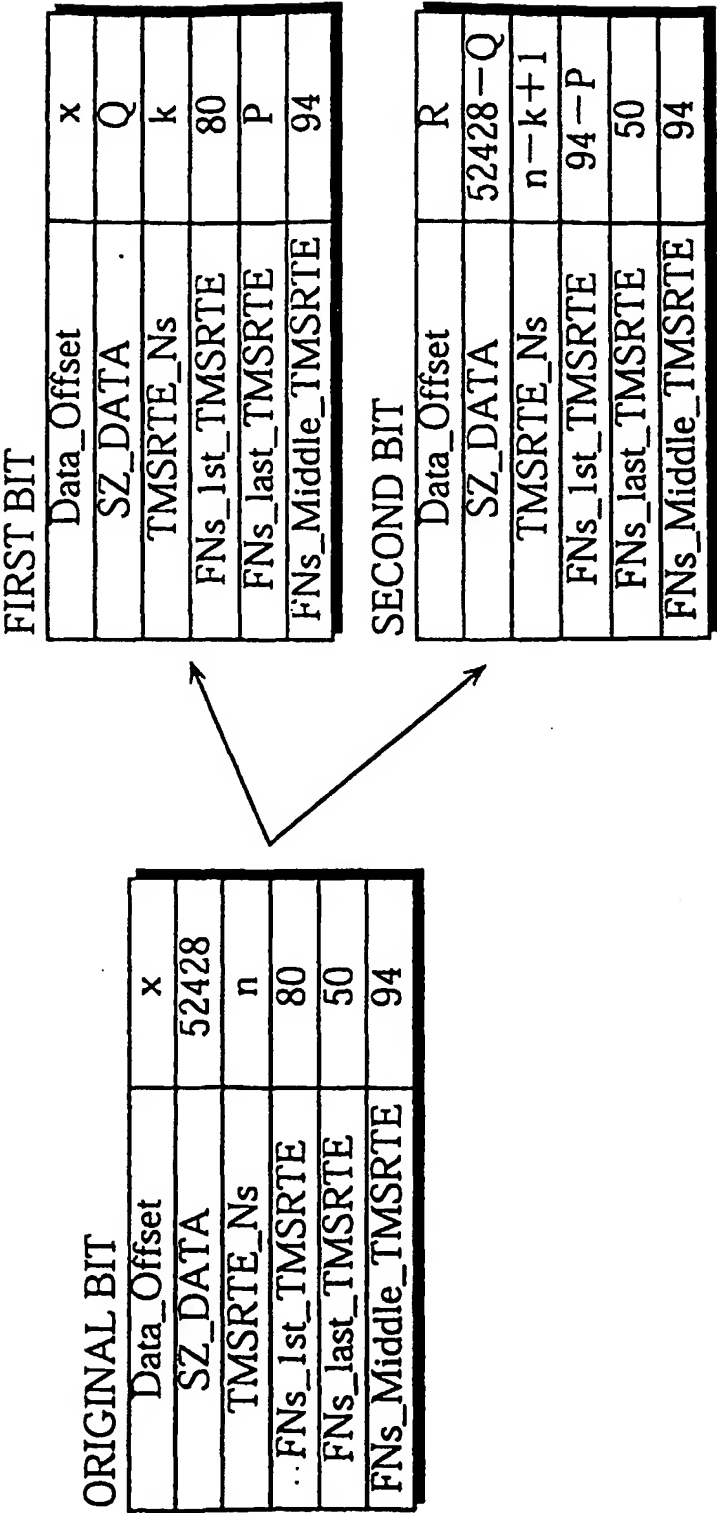 ORIGINAL BIT
Data_Offset x
SZ_DATA 52428
TMSRTE_Ns n
FNs_1st_TMSRTE 80
FNs_last_TMSRTE 50
FNs_Middle_TMSRTE 94
FIRST BIT
Data_Offset x
SZ_DATA Q
TMSRTE_Ns k
FNs_1st_TMSRTE 80
FNs_last_TMSRTE P
FNs_Middle_TMSRTE 94
SECOND BIT
Data_Offset R
SZ_DATA 52428-Q
TMSRTE_Ns n-k+1
FNs_1st_TMSRTE 94-P
FNs_last_TMSRTE 50
FNs_Middle_TMSRTE 94